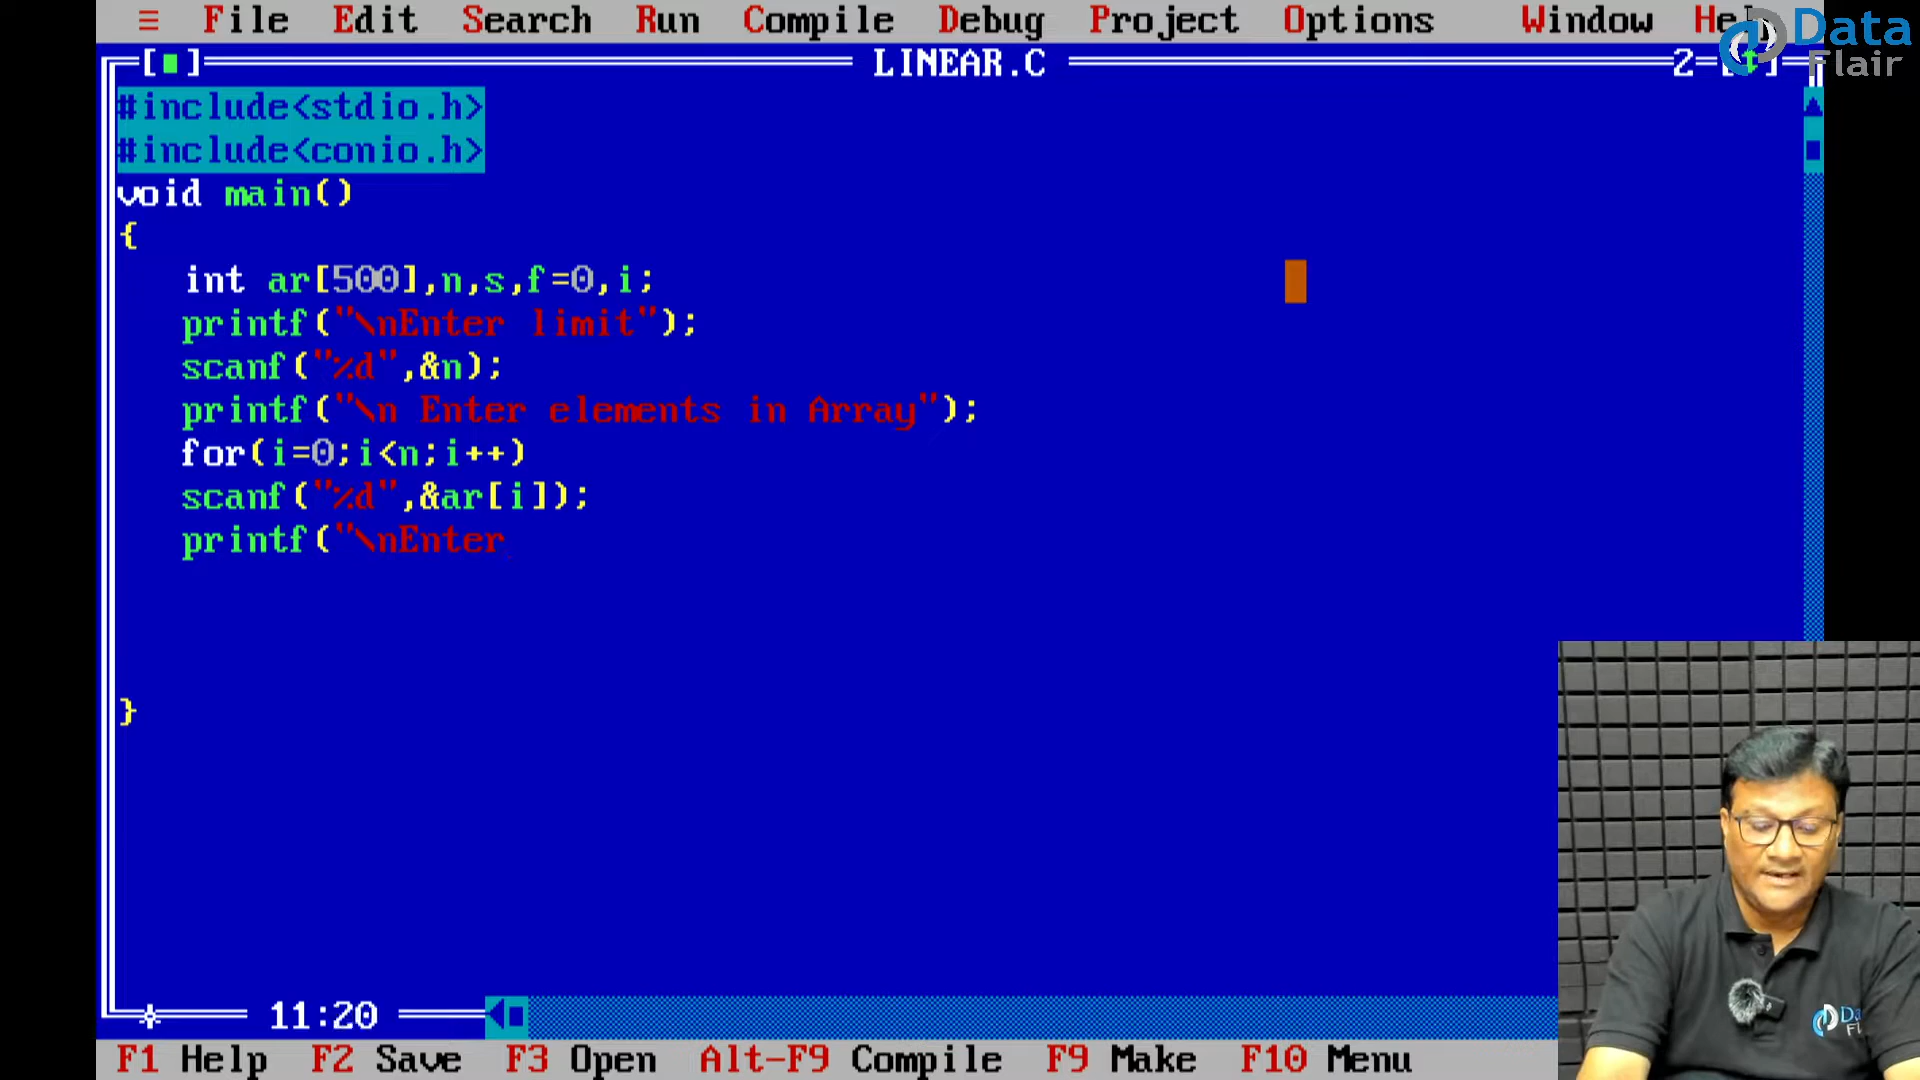 ≡ File Edit Search Run Compile Debug Project Options Window Hel
Data
Flair
[■] LINEAR.C 2=[↕]
#include<stdio.h>
#include<conio.h>
void main()
{
int ar[500],n,s,f=0,i;
printf("\nEnter limit");
scanf("%d",&n);
printf("\n Enter elements in Array");
for(i=0;i<n;i++)
scanf("%d",&ar[i]);
printf("\nEnter
}
11:20
F1 Help F2 Save F3 Open Alt-F9 Compile F9 Make F10 Menu